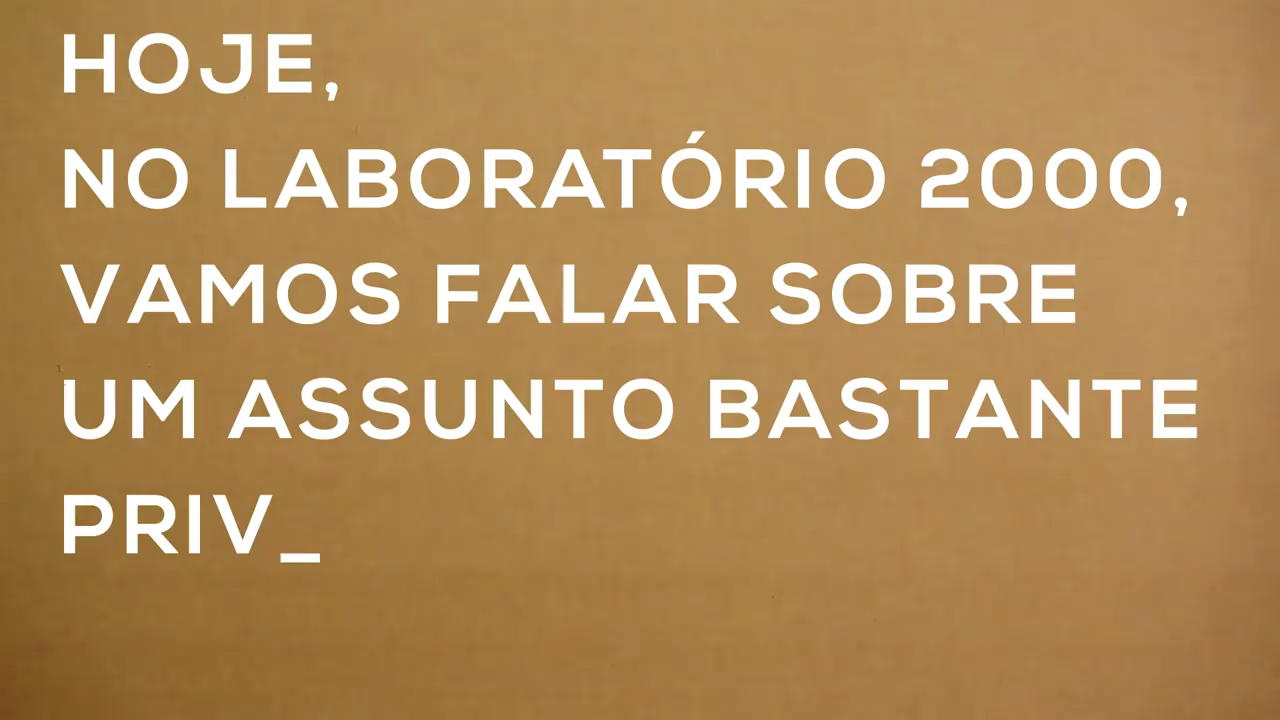 HOJE,
NO LABORATÓRIO 2000,
VAMOS FALAR SOBRE
UM ASSUNTO BASTANTE
PRIV_